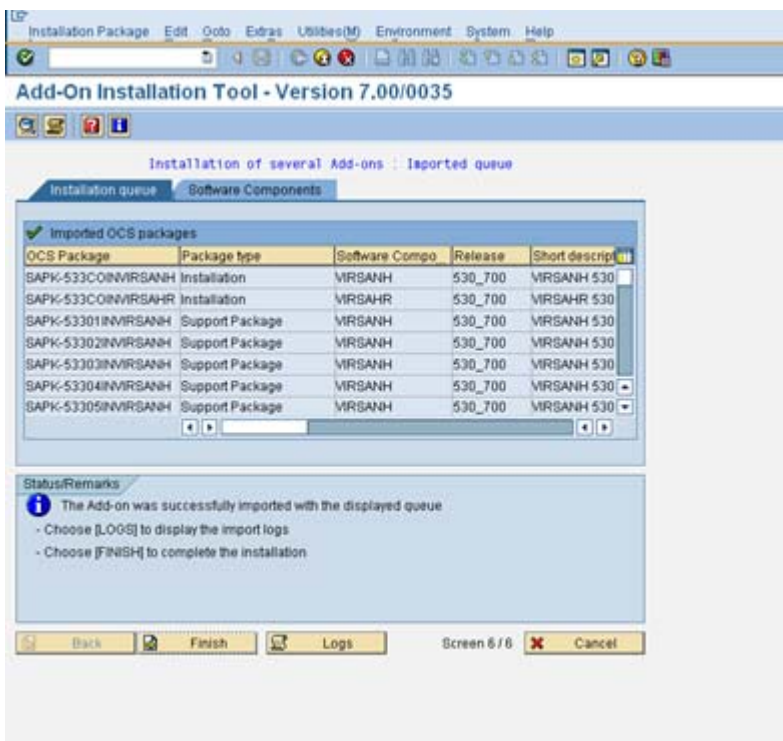 Installation Package Edit Goto Extras Utilities(M) Environment System Help
Add-On Installation Tool - Version 7.00/0035
Installation of several Add-ons : Imported queue
Installation queue Software Components
Imported OCS packages
OCS Package Package type Software Compo Release Short descript
SAPK-533COINVIRSANH Installation VIRSANH 530_700 VIRSANH 530
SAPK-533COINVIRSAHR Installation VIRSAHR 530_700 VIRSAHR 530
SAPK-53301INVIRSANH Support Package VIRSANH 530_700 VIRSANH 530
SAPK-53302INVIRSANH Support Package VIRSANH 530_700 VIRSANH 530
SAPK-53303INVIRSANH Support Package VIRSANH 530_700 VIRSANH 530
SAPK-53304INVIRSANH Support Package VIRSANH 530_700 VIRSANH 530
SAPK-53305INVIRSANH Support Package VIRSANH 530_700 VIRSANH 530
Status/Remarks
The Add-on was successfully imported with the displayed queue
- Choose [LOGS] to display the import logs
- Choose [FINISH] to complete the installation
Back Finish Logs Screen 6 / 6 Cancel